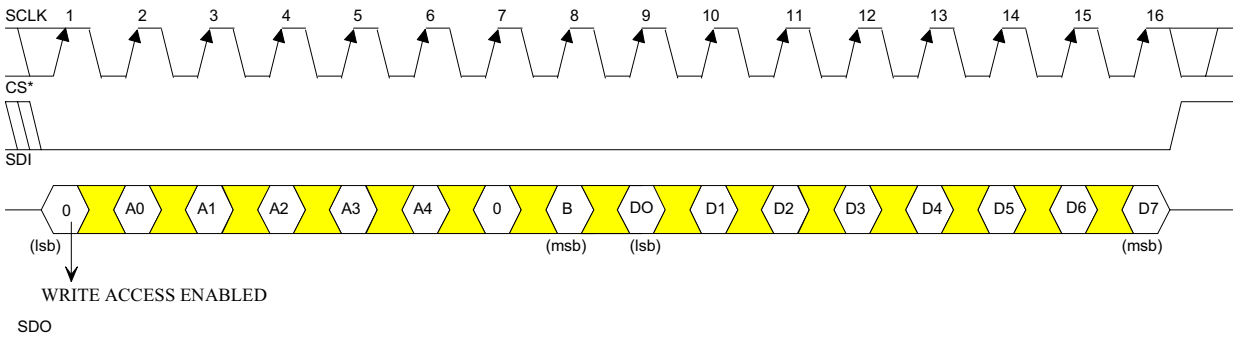 SCLK 1 2 3 4 5 6 7 8 9 10 11 12 13 14 15 16
CS*
SDI
0 A0 A1 A2 A3 A4 0 B DO D1 D2 D3 D4 D5 D6 D7
(lsb) (msb) (lsb) (msb)
WRITE ACCESS ENABLED
SDO